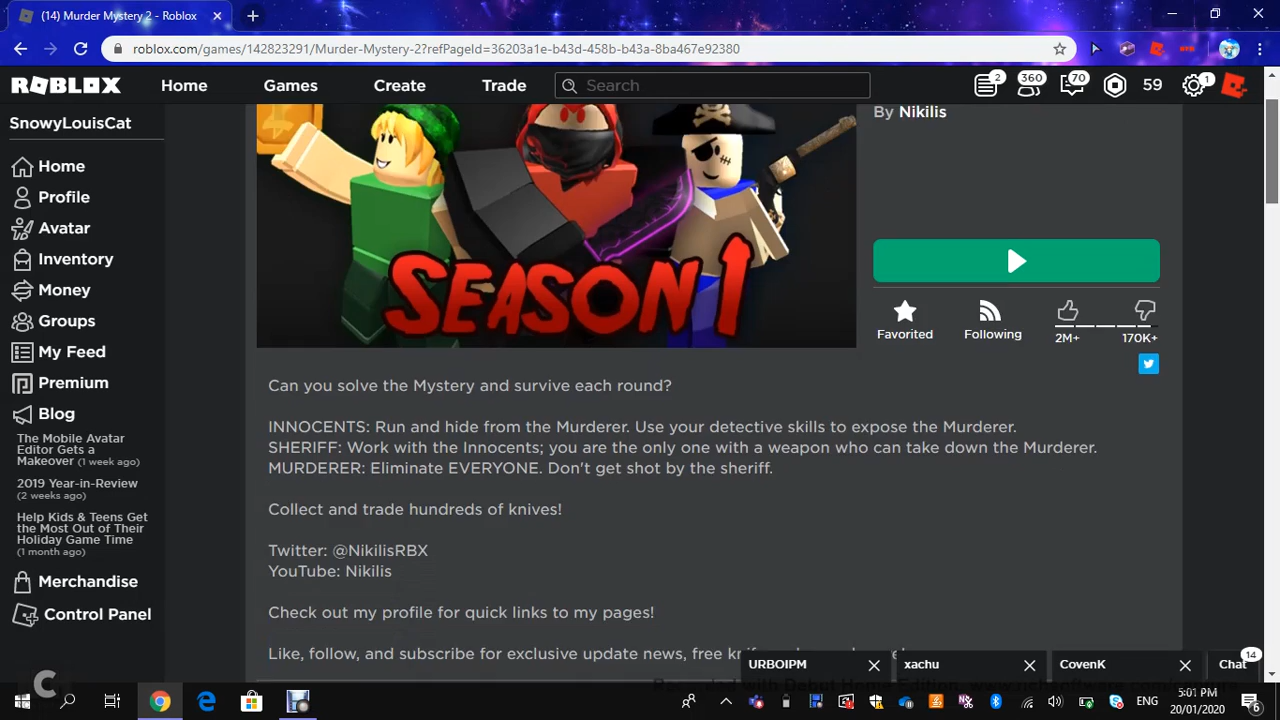 (14) Murder Mystery 2 - Roblox
roblox.com/games/142823291/Murder-Mystery-2?refPageId=36203a1e-b43d-458b-b43a-8ba467e92380
ROBLOX
Home
Games
Create
Trade
Search
2
360
70
59
1
SnowyLouisCat
Home
Profile
Avatar
Inventory
Money
Groups
My Feed
Premium
Blog
The Mobile Avatar
Editor Gets a
Makeover (1 week ago)
2019 Year-in-Review
(2 weeks ago)
Help Kids & Teens Get
the Most Out of Their
Holiday Game Time
(1 month ago)
Merchandise
Control Panel
SEASON 1
By Nikilis
Favorited
Following
2M+
170K+
Can you solve the Mystery and survive each round?
INNOCENTS: Run and hide from the Murderer. Use your detective skills to expose the Murderer.
SHERIFF: Work with the Innocents; you are the only one with a weapon who can take down the Murderer.
MURDERER: Eliminate EVERYONE. Don't get shot by the sheriff.
Collect and trade hundreds of knives!
Twitter: @NikilisRBX
YouTube: Nikilis
Check out my profile for quick links to my pages!
Like, follow, and subscribe for exclusive update news, free
URBOIPM
xachu
CovenK
Chat
14
ENG
5:01 PM
20/01/2020
6